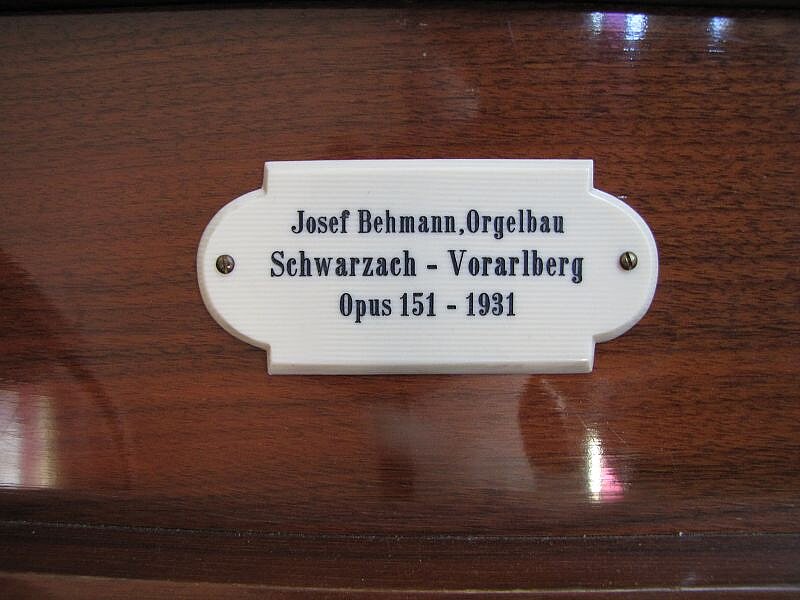 Josef Behmann,Orgelbau
Schwarzach - Vorarlberg
Opus 151 - 1931